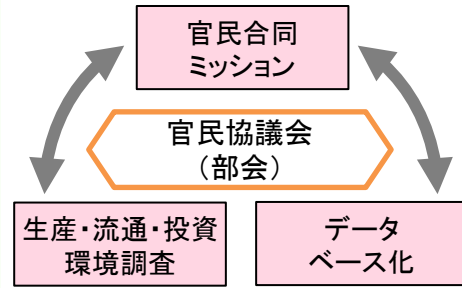 官民合同
ミッション
官民協議会
（部会）
生産・流通・投資
環境調査
データ
ベース化